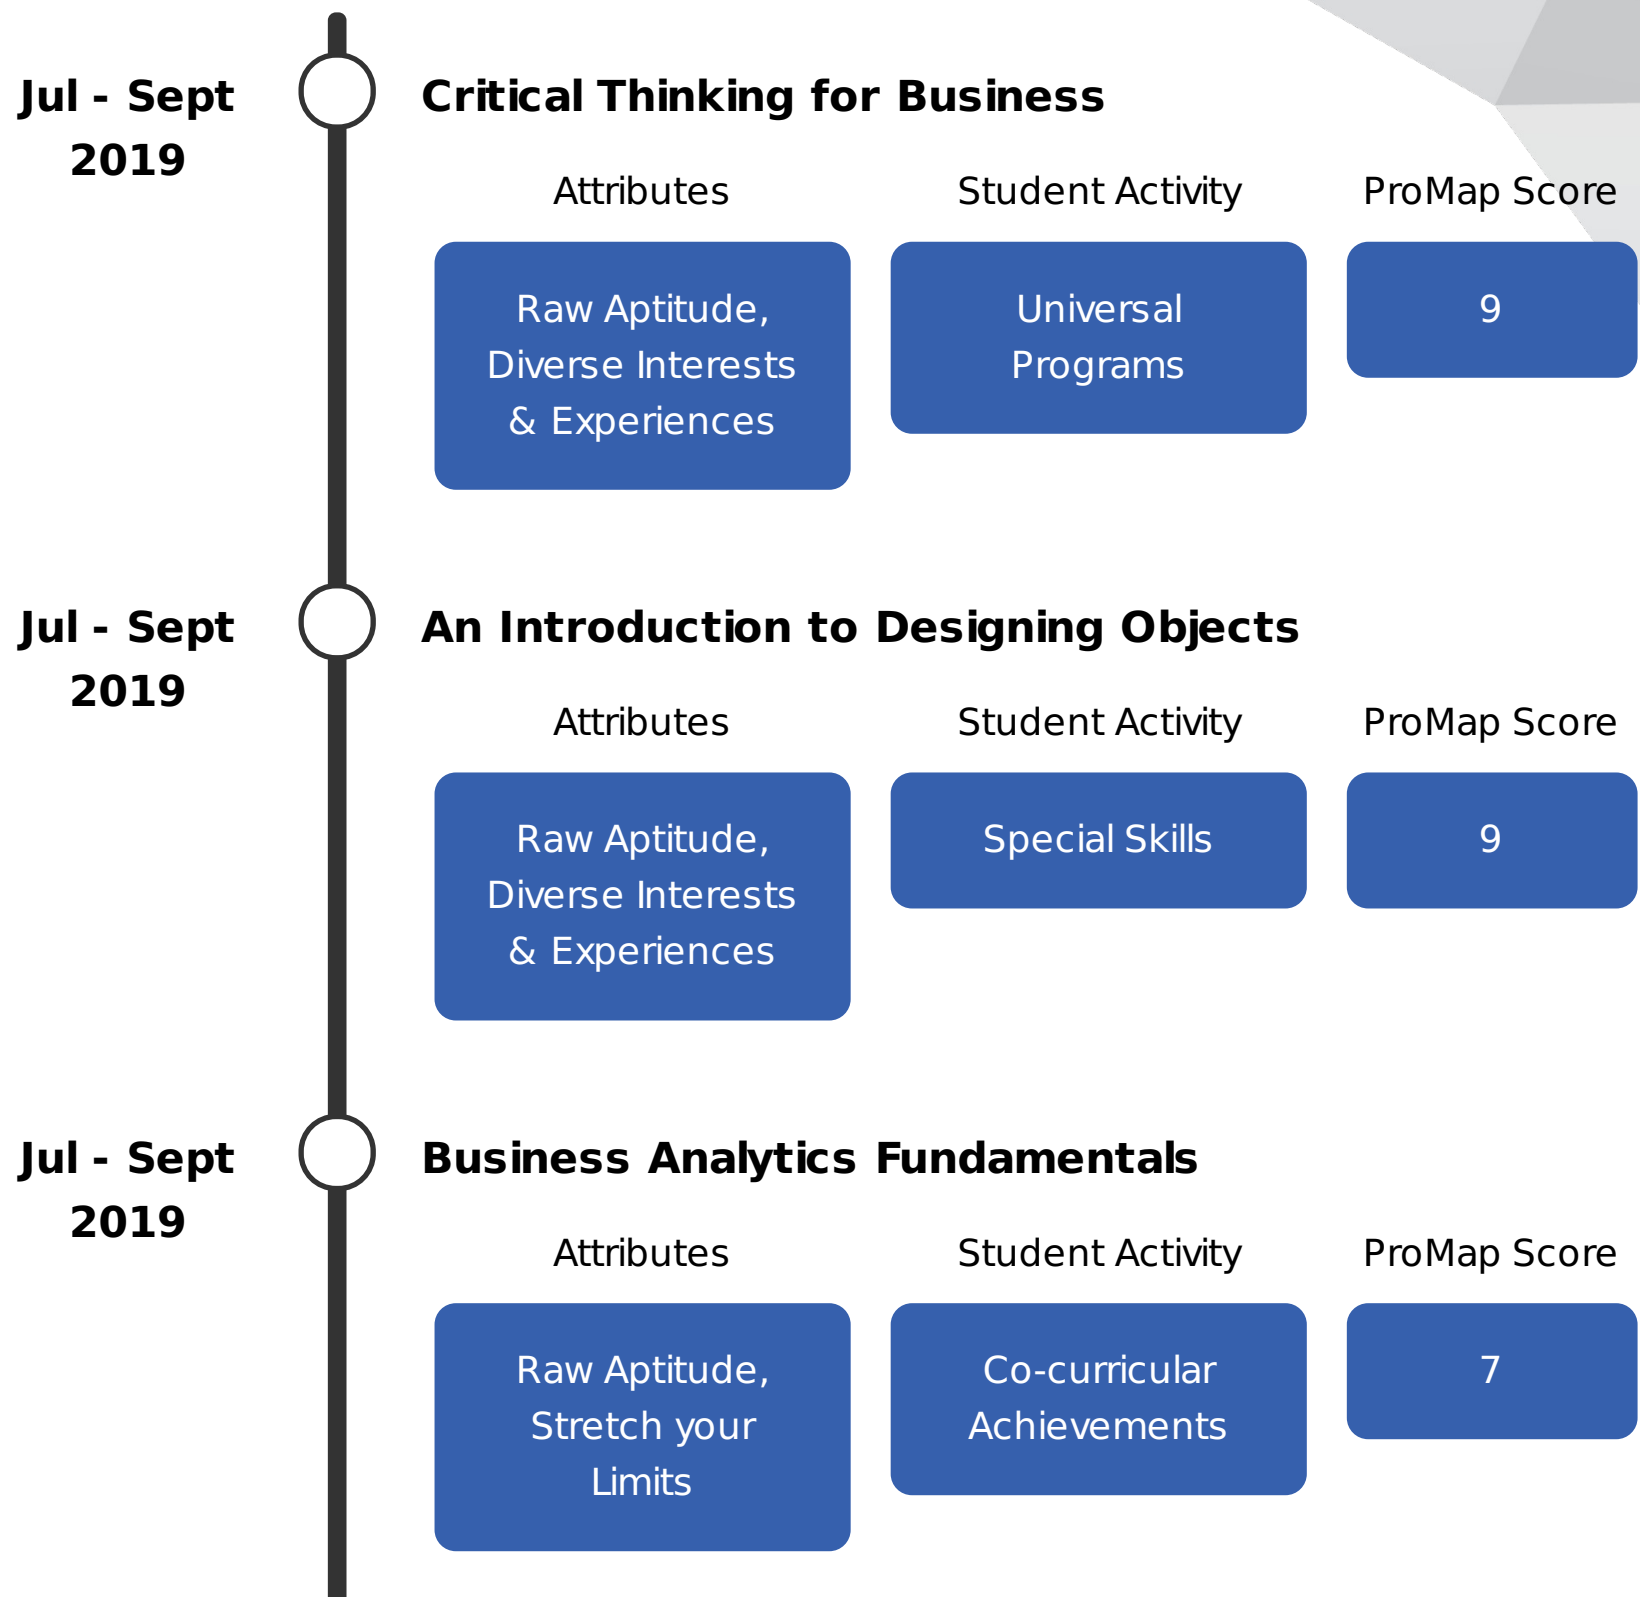 Jul - Sept
2019
Critical Thinking for Business
Attributes
Student Activity
ProMap Score
Raw Aptitude,
Diverse Interests
& Experiences
Universal
Programs
9
Jul - Sept
2019
An Introduction to Designing Objects
Attributes
Student Activity
ProMap Score
Raw Aptitude,
Diverse Interests
& Experiences
Special Skills
9
Jul - Sept
2019
Business Analytics Fundamentals
Attributes
Student Activity
ProMap Score
Raw Aptitude,
Stretch your
Limits
Co-curricular
Achievements
7